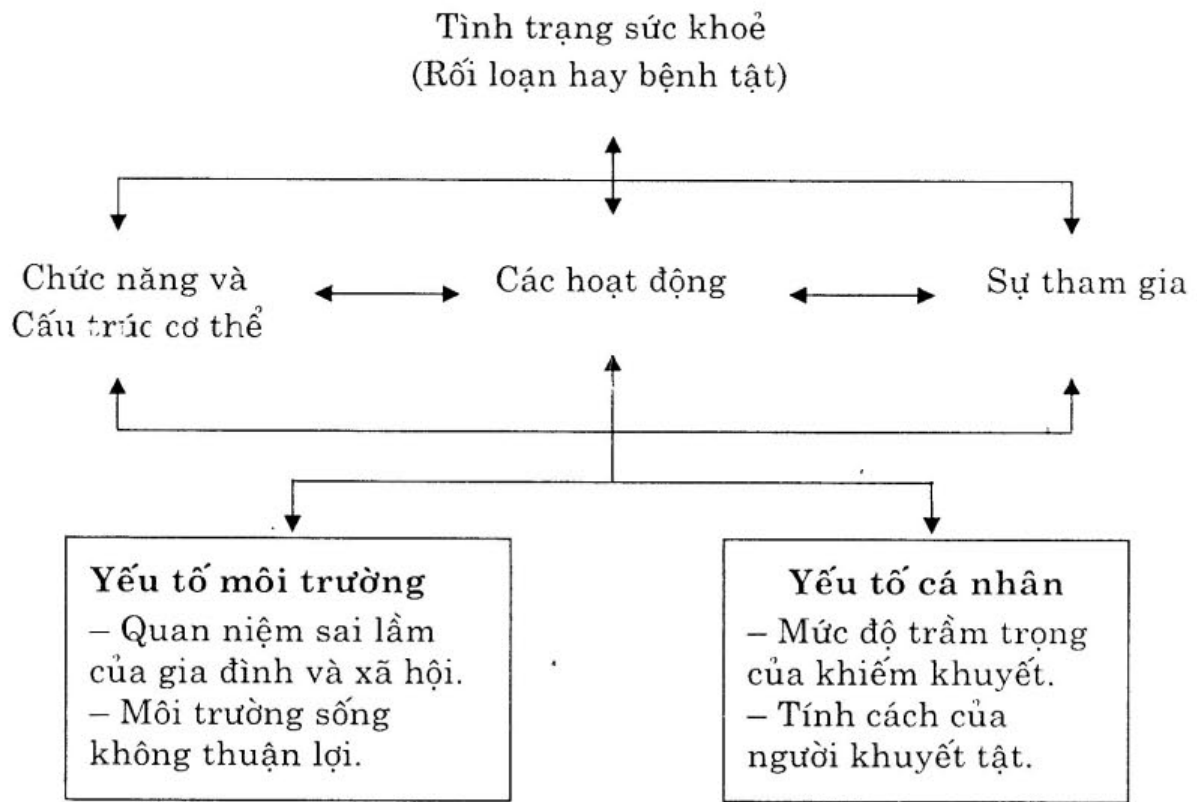 Tình trạng sức khoẻ
(Rối loạn hay bệnh tật)
Chức năng và
Cấu trúc cơ thể
Các hoạt động
Sự tham gia
Yếu tố môi trường
– Quan niệm sai lầm
của gia đình và xã hội.
– Môi trường sống
không thuận lợi.
Yếu tố cá nhân
– Mức độ trầm trọng
của khiếm khuyết.
– Tính cách của
người khuyết tật.